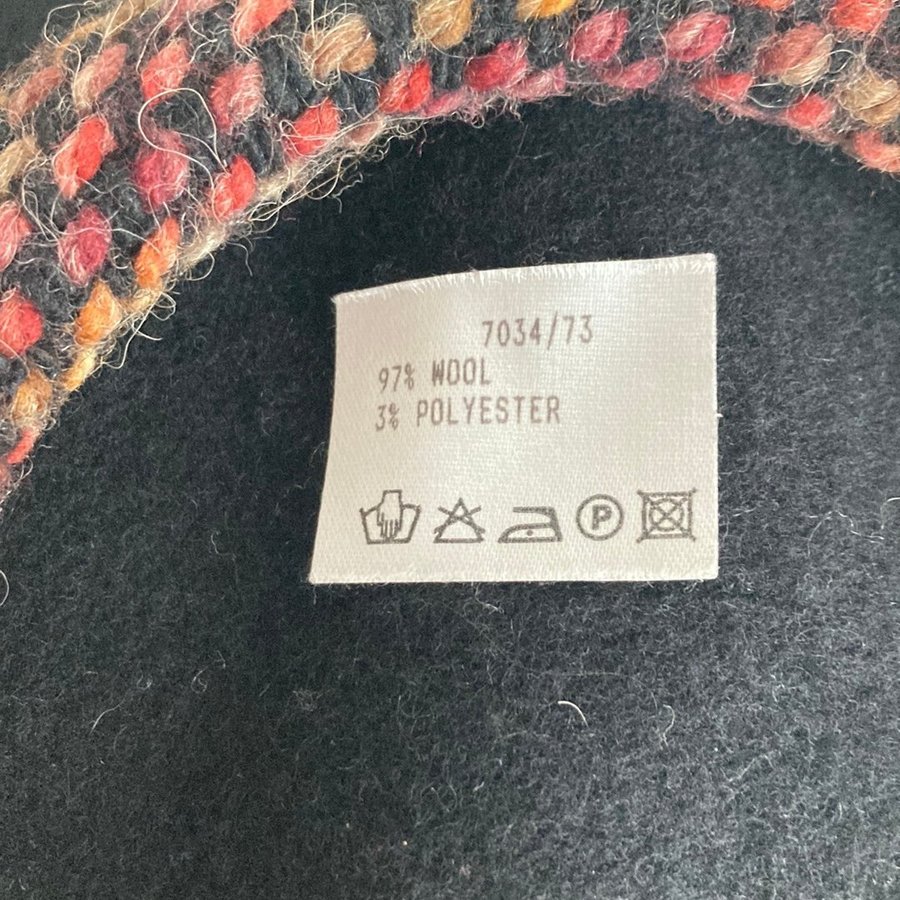 7034/73
97% WOOL
3% POLYESTER
P